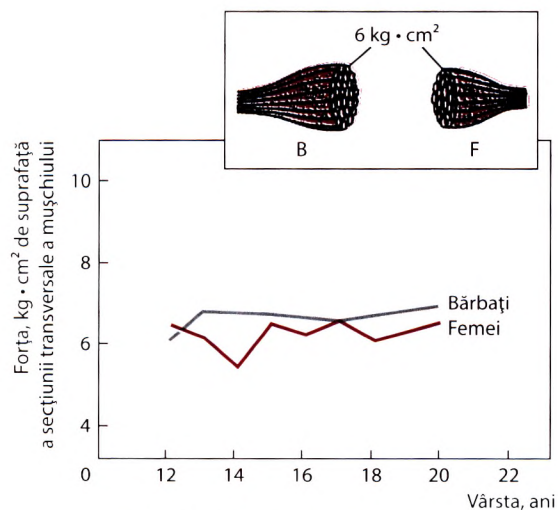 6 kg • cm²
B
F
Forța, kg • cm² de suprafață
a secțiunii transversale a mușchiului
10
8
6
4
0
Bărbați
Femei
12
14
16
18
20
22
Vârsta, ani